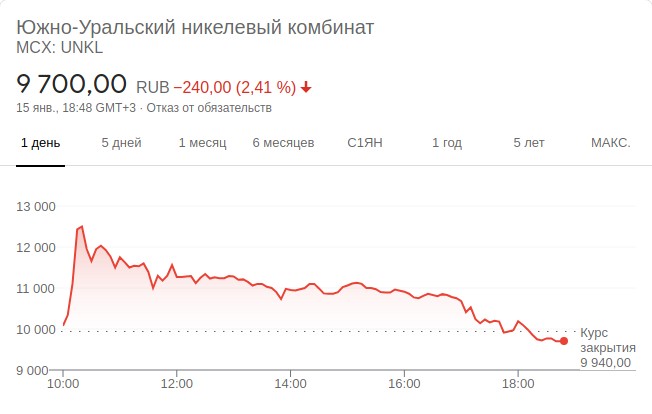 Южно-Уральский никелевый комбинат
MCX: UNKL
9 700,00 RUB −240,00 (2,41 %)
15 янв., 18:48 GMT+3 · Отказ от обязательств
1 день 5 дней 1 месяц 6 месяцев С1ЯН 1 год 5 лет МАКС.
13 000
12 000
11 000
10 000
9 000
Курс
закрытия
9 940,00
10:00 12:00 14:00 16:00 18:00